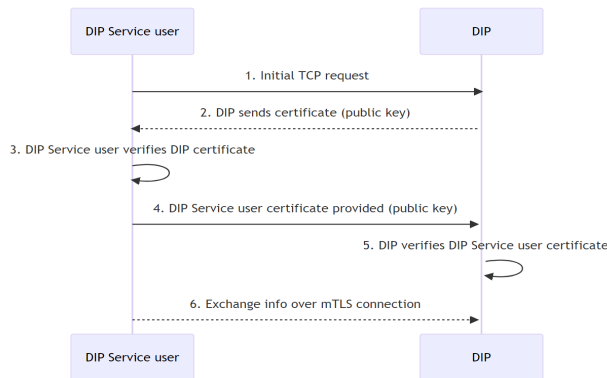 DIP Service user
DIP
1. Initial TCP request
2. DIP sends certificate (public key)
3. DIP Service user verifies DIP certificate
4. DIP Service user certificate provided (public key)
5. DIP verifies DIP Service user certificate
6. Exchange info over mTLS connection
DIP Service user
DIP